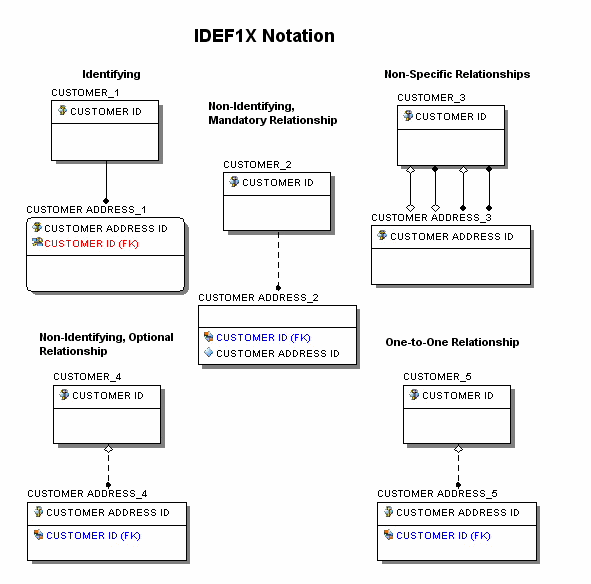 IDEF1X Notation
Identifying
CUSTOMER_1
CUSTOMER ID
CUSTOMER ADDRESS_1
CUSTOMER ADDRESS ID
CUSTOMER ID (FK)
Non-Identifying,
Mandatory Relationship
CUSTOMER_2
CUSTOMER ID
CUSTOMER ADDRESS_2
CUSTOMER ID (FK)
CUSTOMER ADDRESS ID
Non-Specific Relationships
CUSTOMER_3
CUSTOMER ID
CUSTOMER ADDRESS_3
CUSTOMER ADDRESS ID
Non-Identifying, Optional
Relationship
CUSTOMER_4
CUSTOMER ID
CUSTOMER ADDRESS_4
CUSTOMER ADDRESS ID
CUSTOMER ID (FK)
One-to-One Relationship
CUSTOMER_5
CUSTOMER ID
CUSTOMER ADDRESS_5
CUSTOMER ADDRESS ID
CUSTOMER ID (FK)